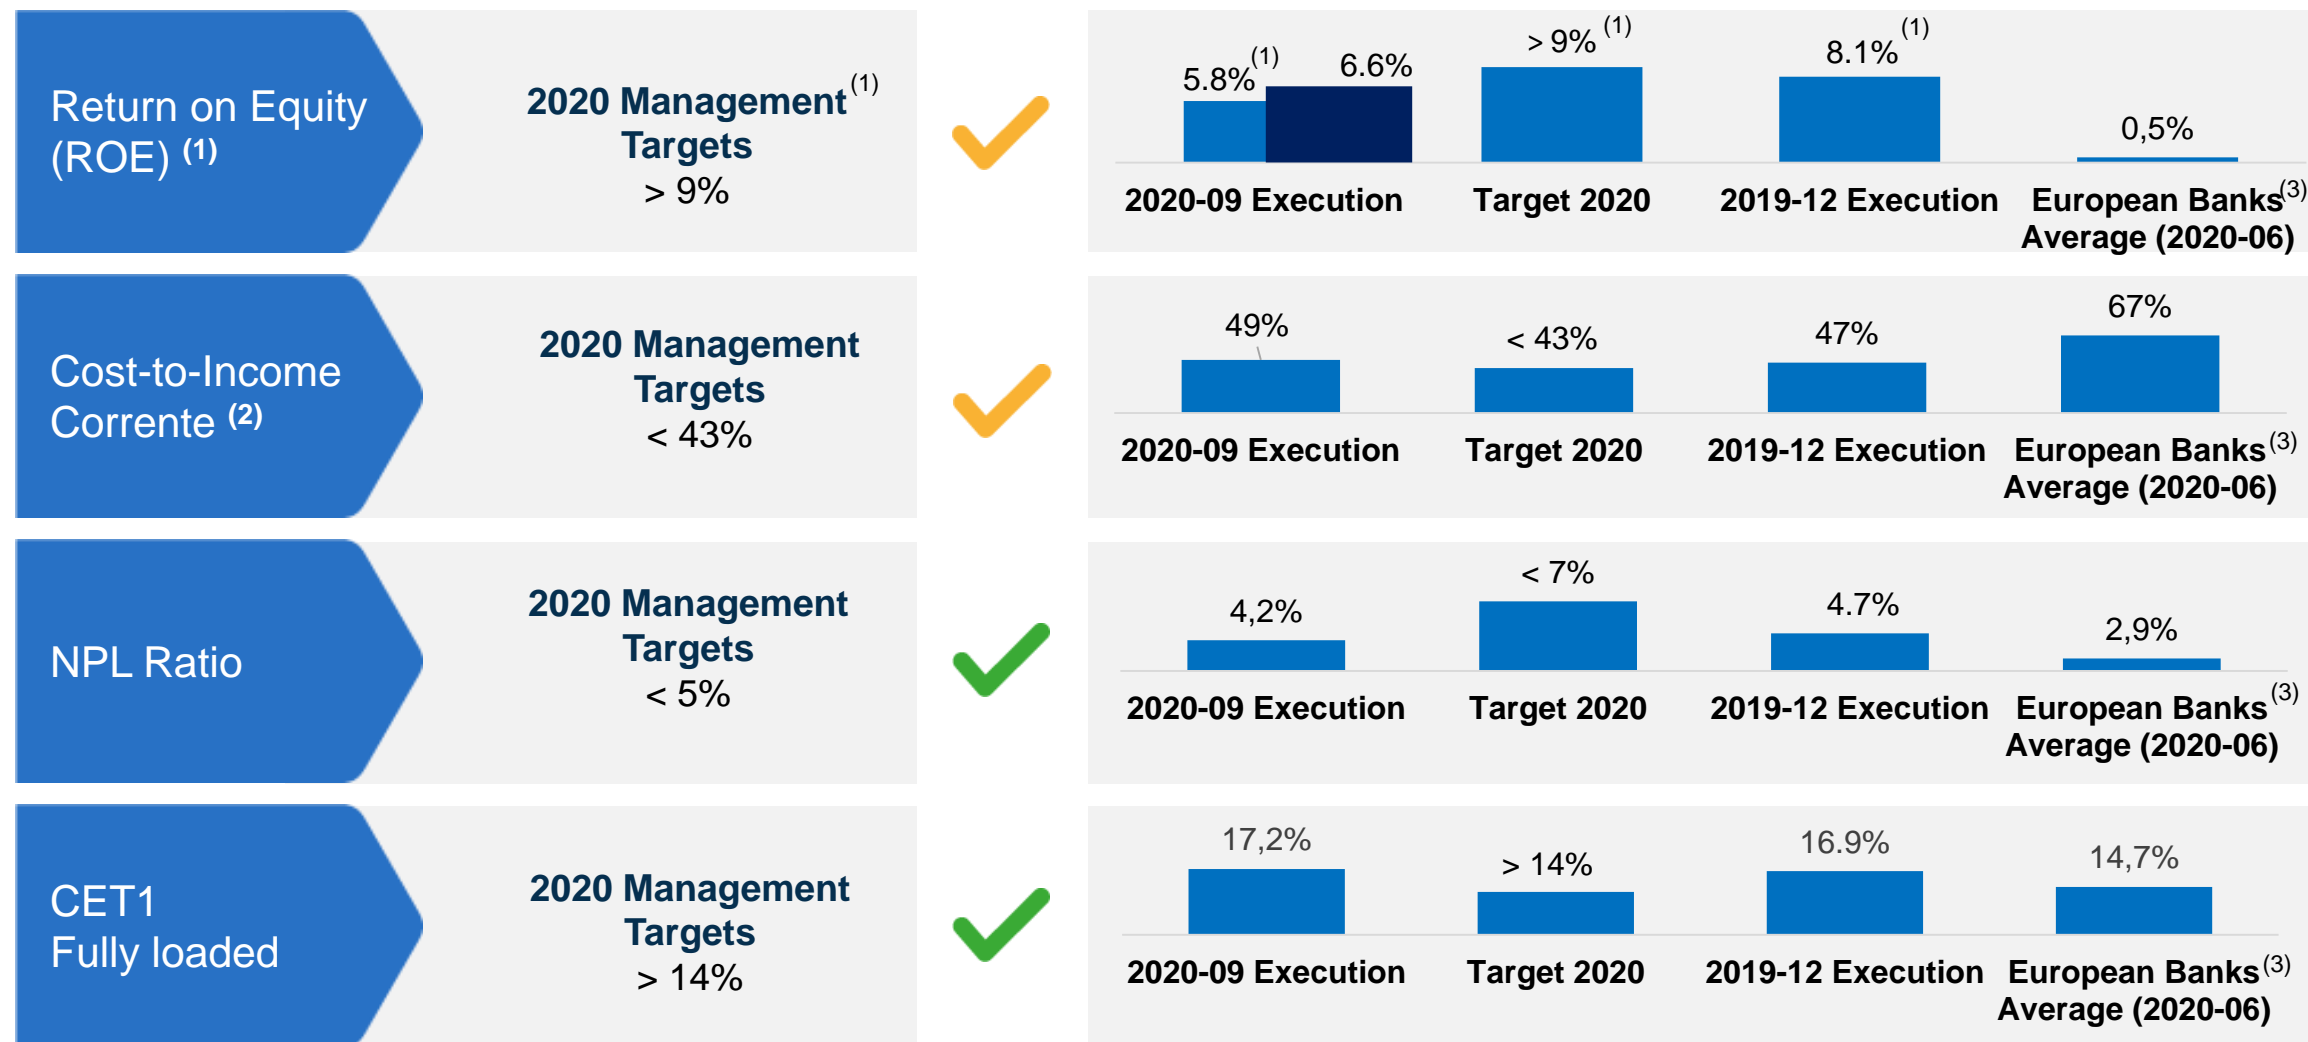 Return on Equity
(ROE) (1)
2020 Management (1)
Targets
> 9%
5.8% (1) 6.6% > 9% (1) 8.1% (1) 0,5%
2020-09 Execution Target 2020 2019-12 Execution European Banks (3)
Average (2020-06)
Cost-to-Income
Corrente (2)
2020 Management
Targets
< 43%
49% < 43% 47% 67%
2020-09 Execution Target 2020 2019-12 Execution European Banks (3)
Average (2020-06)
NPL Ratio
2020 Management
Targets
< 5%
4,2% < 7% 4.7% 2,9%
2020-09 Execution Target 2020 2019-12 Execution European Banks (3)
Average (2020-06)
CET1
Fully loaded
2020 Management
Targets
> 14%
17,2% > 14% 16.9% 14,7%
2020-09 Execution Target 2020 2019-12 Execution European Banks (3)
Average (2020-06)